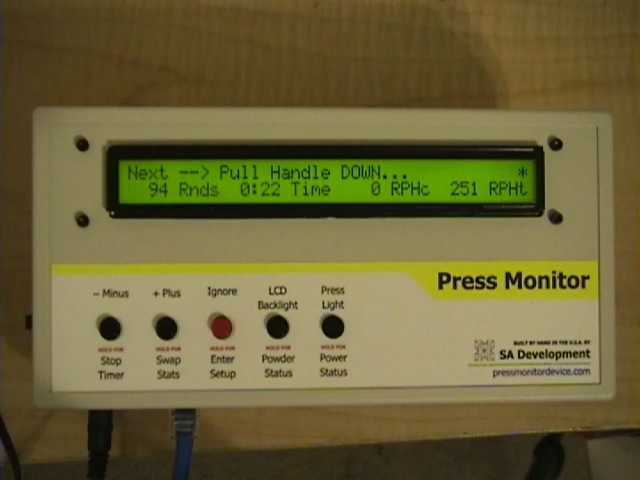 Next --> Pull Handle DOWN... *
94 Rnds 0:22 Time 0 RPHc 251 RPHt
Press Monitor
- Minus
+ Plus
Ignore
LCD Backlight
Press Light
HOLD FOR
HOLD FOR
HOLD FOR
HOLD FOR
HOLD FOR
Stop Timer
Swap Stats
Enter Setup
Powder Status
Power Status
BUILT BY HAND IN THE U.S.A. BY
SA Development
pressmonitordevice.com